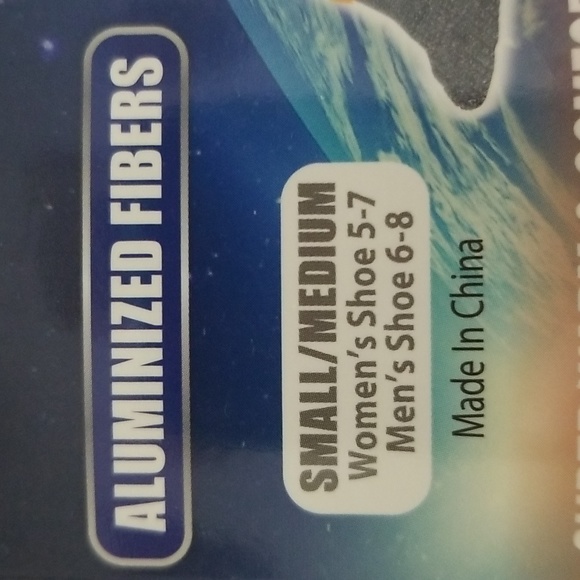 ALUMINIZED FIBERS
SMALL/MEDIUM
Women's Shoe 5-7
Men's Shoe 6-8
Made In China